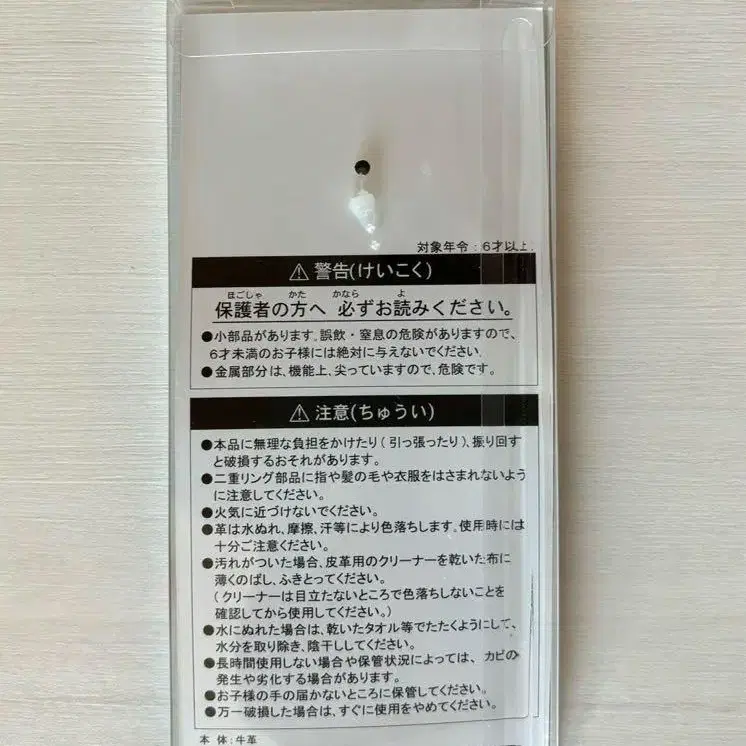 対象年令：6才以上
⚠ 警告(けいこく)
ほごしゃ かた かなら よ
保護者の方へ 必ずお読みください。
●小部品があります。誤飲・窒息の危険がありますので、
6才未満のお子様には絶対に与えないでください。
●金属部分は、機能上、尖っていますので、危険です。
⚠ 注意(ちゅうい)
●本品に無理な負担をかけたり(引っ張ったり)、振り回す
と破損するおそれがあります。
●二重リング部品に指や髪の毛や衣服をはさまれないよう
に注意してください。
●火気に近づけないでください。
●革は水ぬれ、摩擦、汗等により色落ちします。使用時には
十分ご注意ください。
●汚れがついた場合、皮革用のクリーナーを乾いた布に
薄くのばし、ふきとってください。
(クリーナーは目立たないところで色落ちしないことを
確認してから使用してください。)
●水にぬれた場合は、乾いたタオル等でたたくようにして、
水分を取り除き、陰干ししてください。
●長時間使用しない場合や保管状況によっては、カビの
発生や劣化する場合があります。
●お子様の手の届かないところに保管してください。
●万一破損した場合は、すぐに使用をやめてください。
本 体：牛革